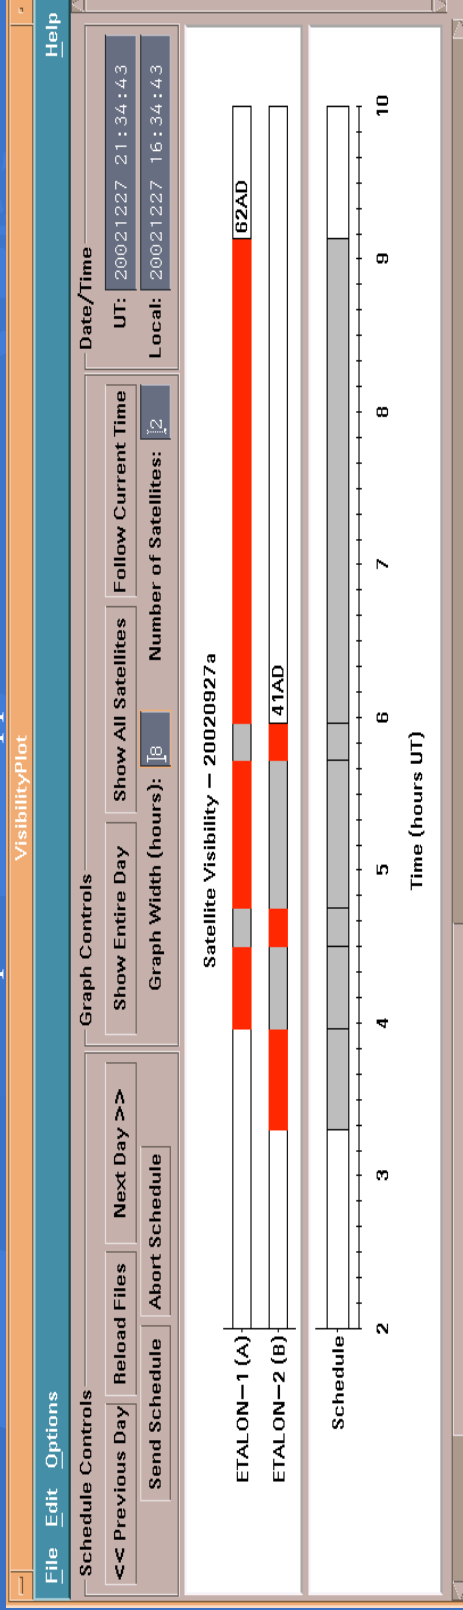 VisibilityPlot
File Edit Options Help
Schedule Controls Graph Controls Date/Time
<< Previous Day Reload Files Next Day >> Show Entire Day Show All Satellites Follow Current Time UT: 20021227 21:34:43
Send Schedule Abort Schedule Graph Width (hours): 8 Number of Satellites: 2 Local: 20021227 16:34:43
Satellite Visibility – 20020927a
ETALON–1 (A) 62AD
ETALON–2 (B) 41AD
Schedule
2 3 4 5 6 7 8 9 10
Time (hours UT)